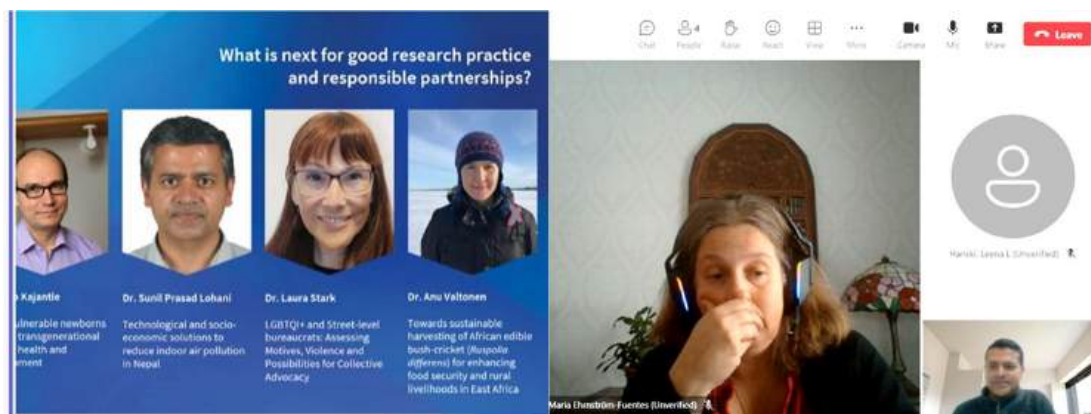 What is next for good research practice
and responsible partnerships?
Kajantie
Dr. Sunil Prasad Lohani
Dr. Laura Stark
Dr. Anu Valtonen
ulnerable newborns
transgenerational
health and
ment
Technological and socio-
economic solutions to
reduce indoor air pollution
in Nepal
LGBTQI+ and Street-level
bureaucrats: Assessing
Motives, Violence and
Possibilities for Collective
Advocacy
Towards sustainable
harvesting of African edible
bush-cricket (Ruspolia
differens) for enhancing
food security and rural
livelihoods in East Africa
Chat
People
4
Raise
React
View
More
Camera
Mic
Share
Leave
Maria Ehrnström-Fuentes (Unverified)
Leena L (Unverified)